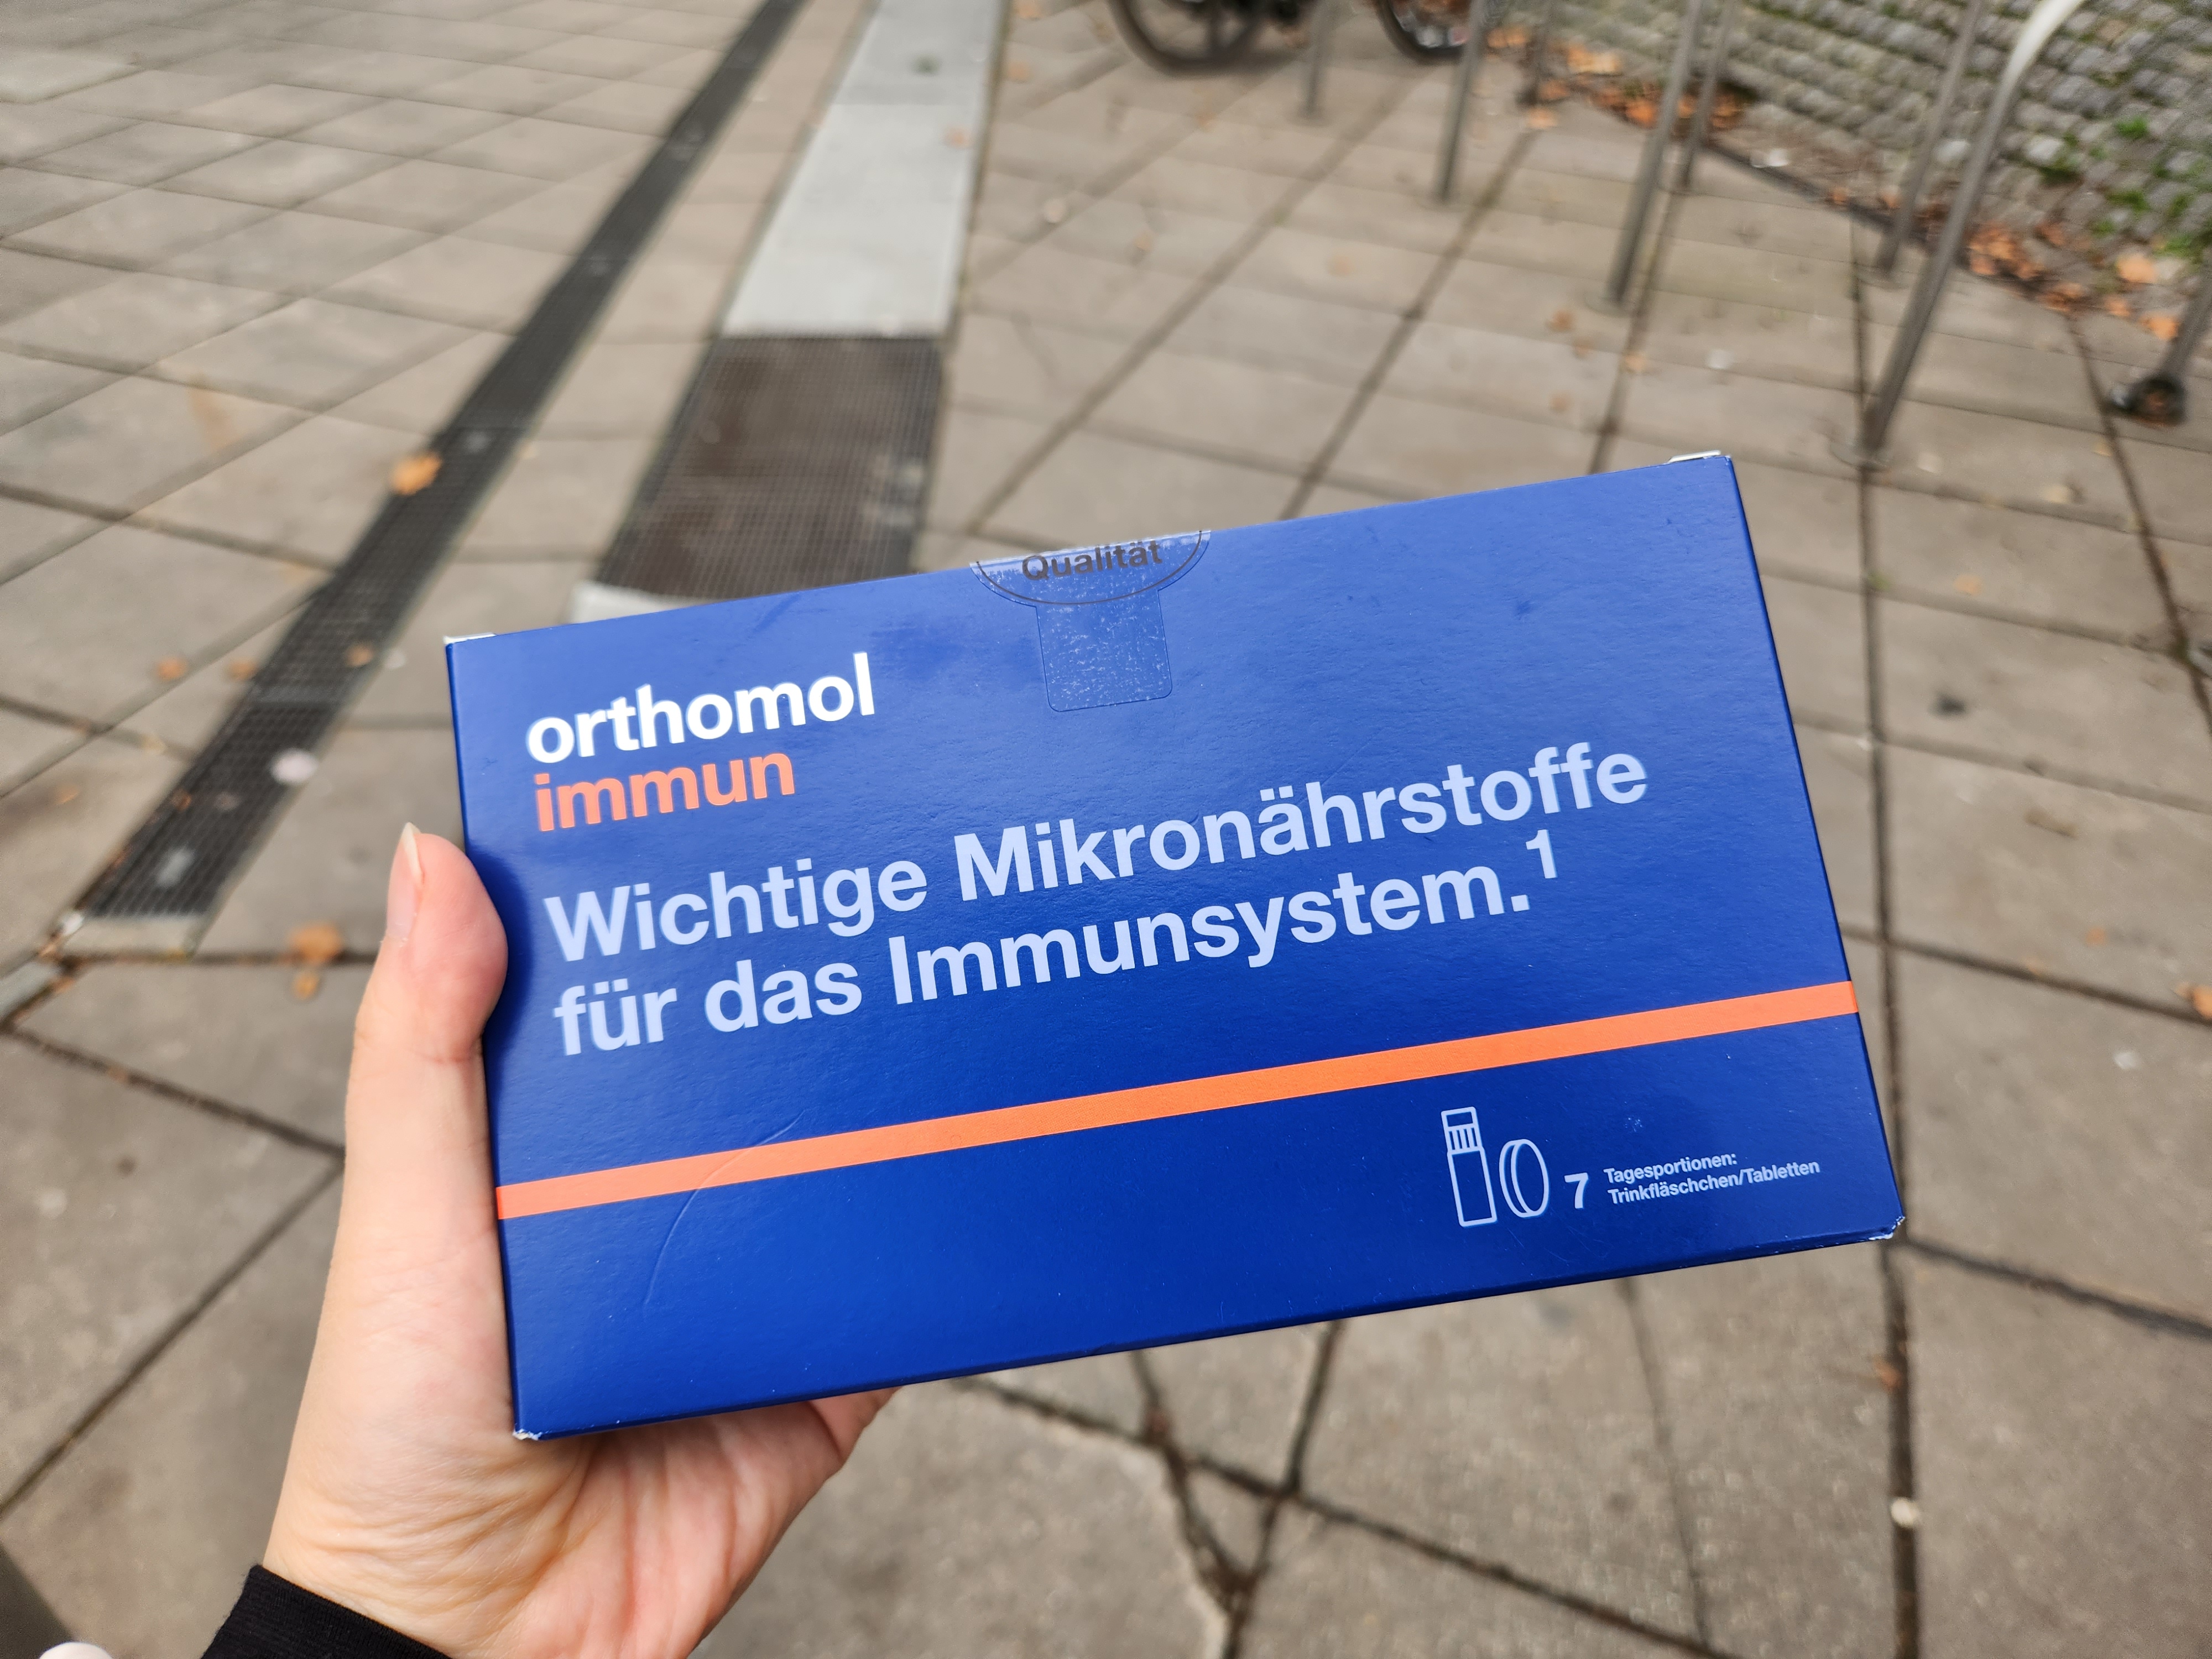 Qualität
orthomol
immun
Wichtige Mikronährstoffe
für das Immunsystem.¹
7 Tagesportionen:
Trinkfläschchen/Tabletten